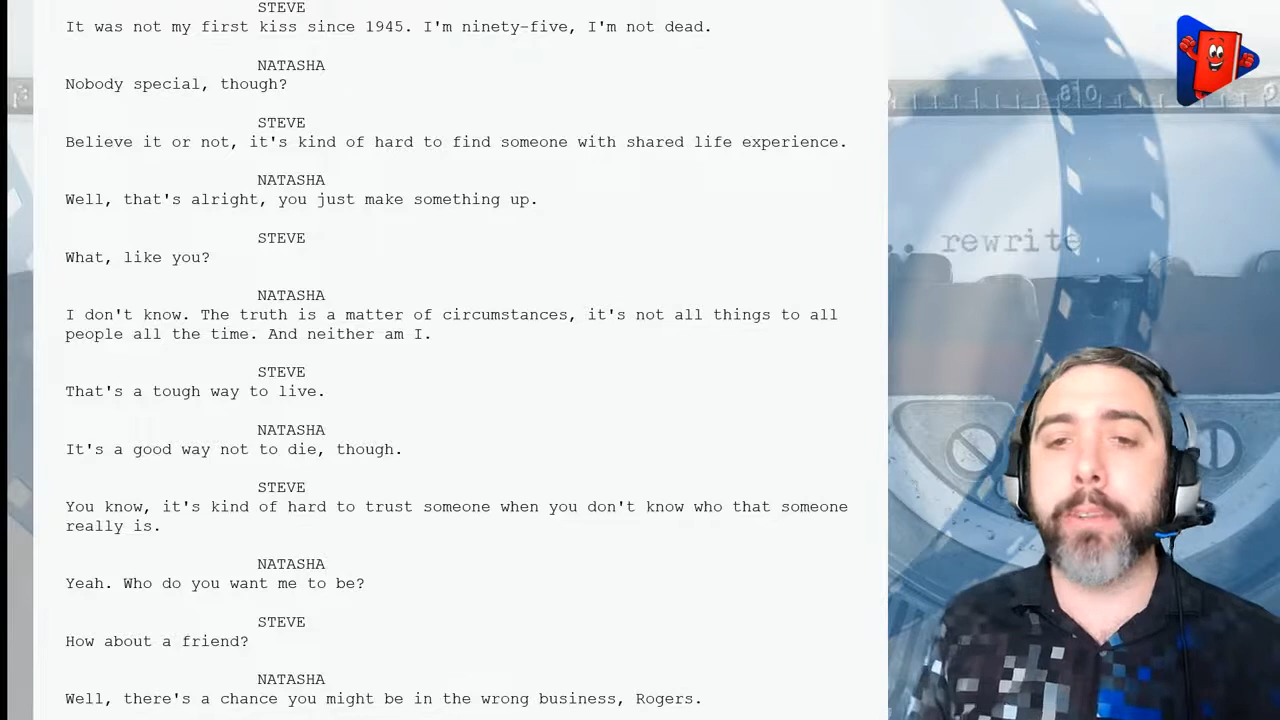 STEVE
It was not my first kiss since 1945. I'm ninety-five, I'm not dead.
NATASHA
Nobody special, though?
STEVE
Believe it or not, it's kind of hard to find someone with shared life experience.
NATASHA
Well, that's alright, you just make something up.
STEVE
What, like you?
NATASHA
I don't know. The truth is a matter of circumstances, it's not all things to all
people all the time. And neither am I.
STEVE
That's a tough way to live.
NATASHA
It's a good way not to die, though.
STEVE
You know, it's kind of hard to trust someone when you don't know who that someone
really is.
NATASHA
Yeah. Who do you want me to be?
STEVE
How about a friend?
NATASHA
Well, there's a chance you might be in the wrong business, Rogers.
80
.. rewrite